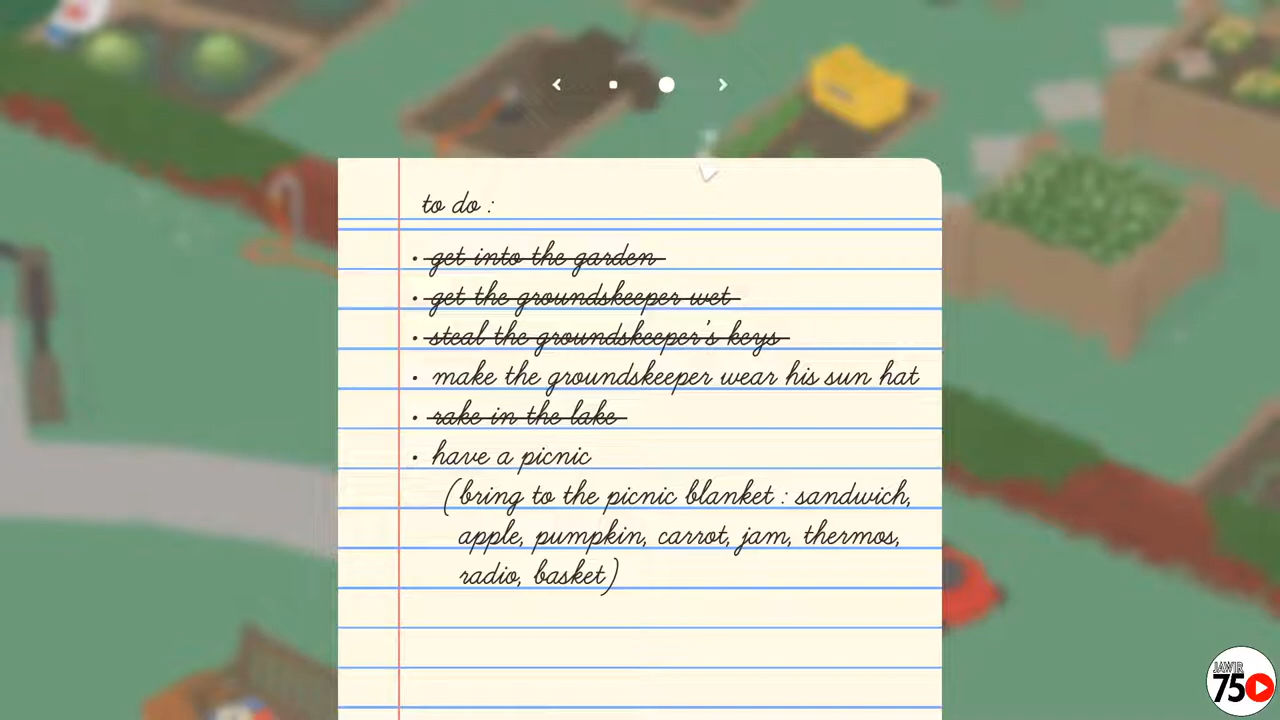 to do :
• get into the garden
• get the groundskeeper wet
• steal the groundskeeper's keys
• make the groundskeeper wear his sun hat
• rake in the lake
• have a picnic
(bring to the picnic blanket : sandwich,
apple, pumpkin, carrot, jam, thermos,
radio, basket)
JAW1R
75